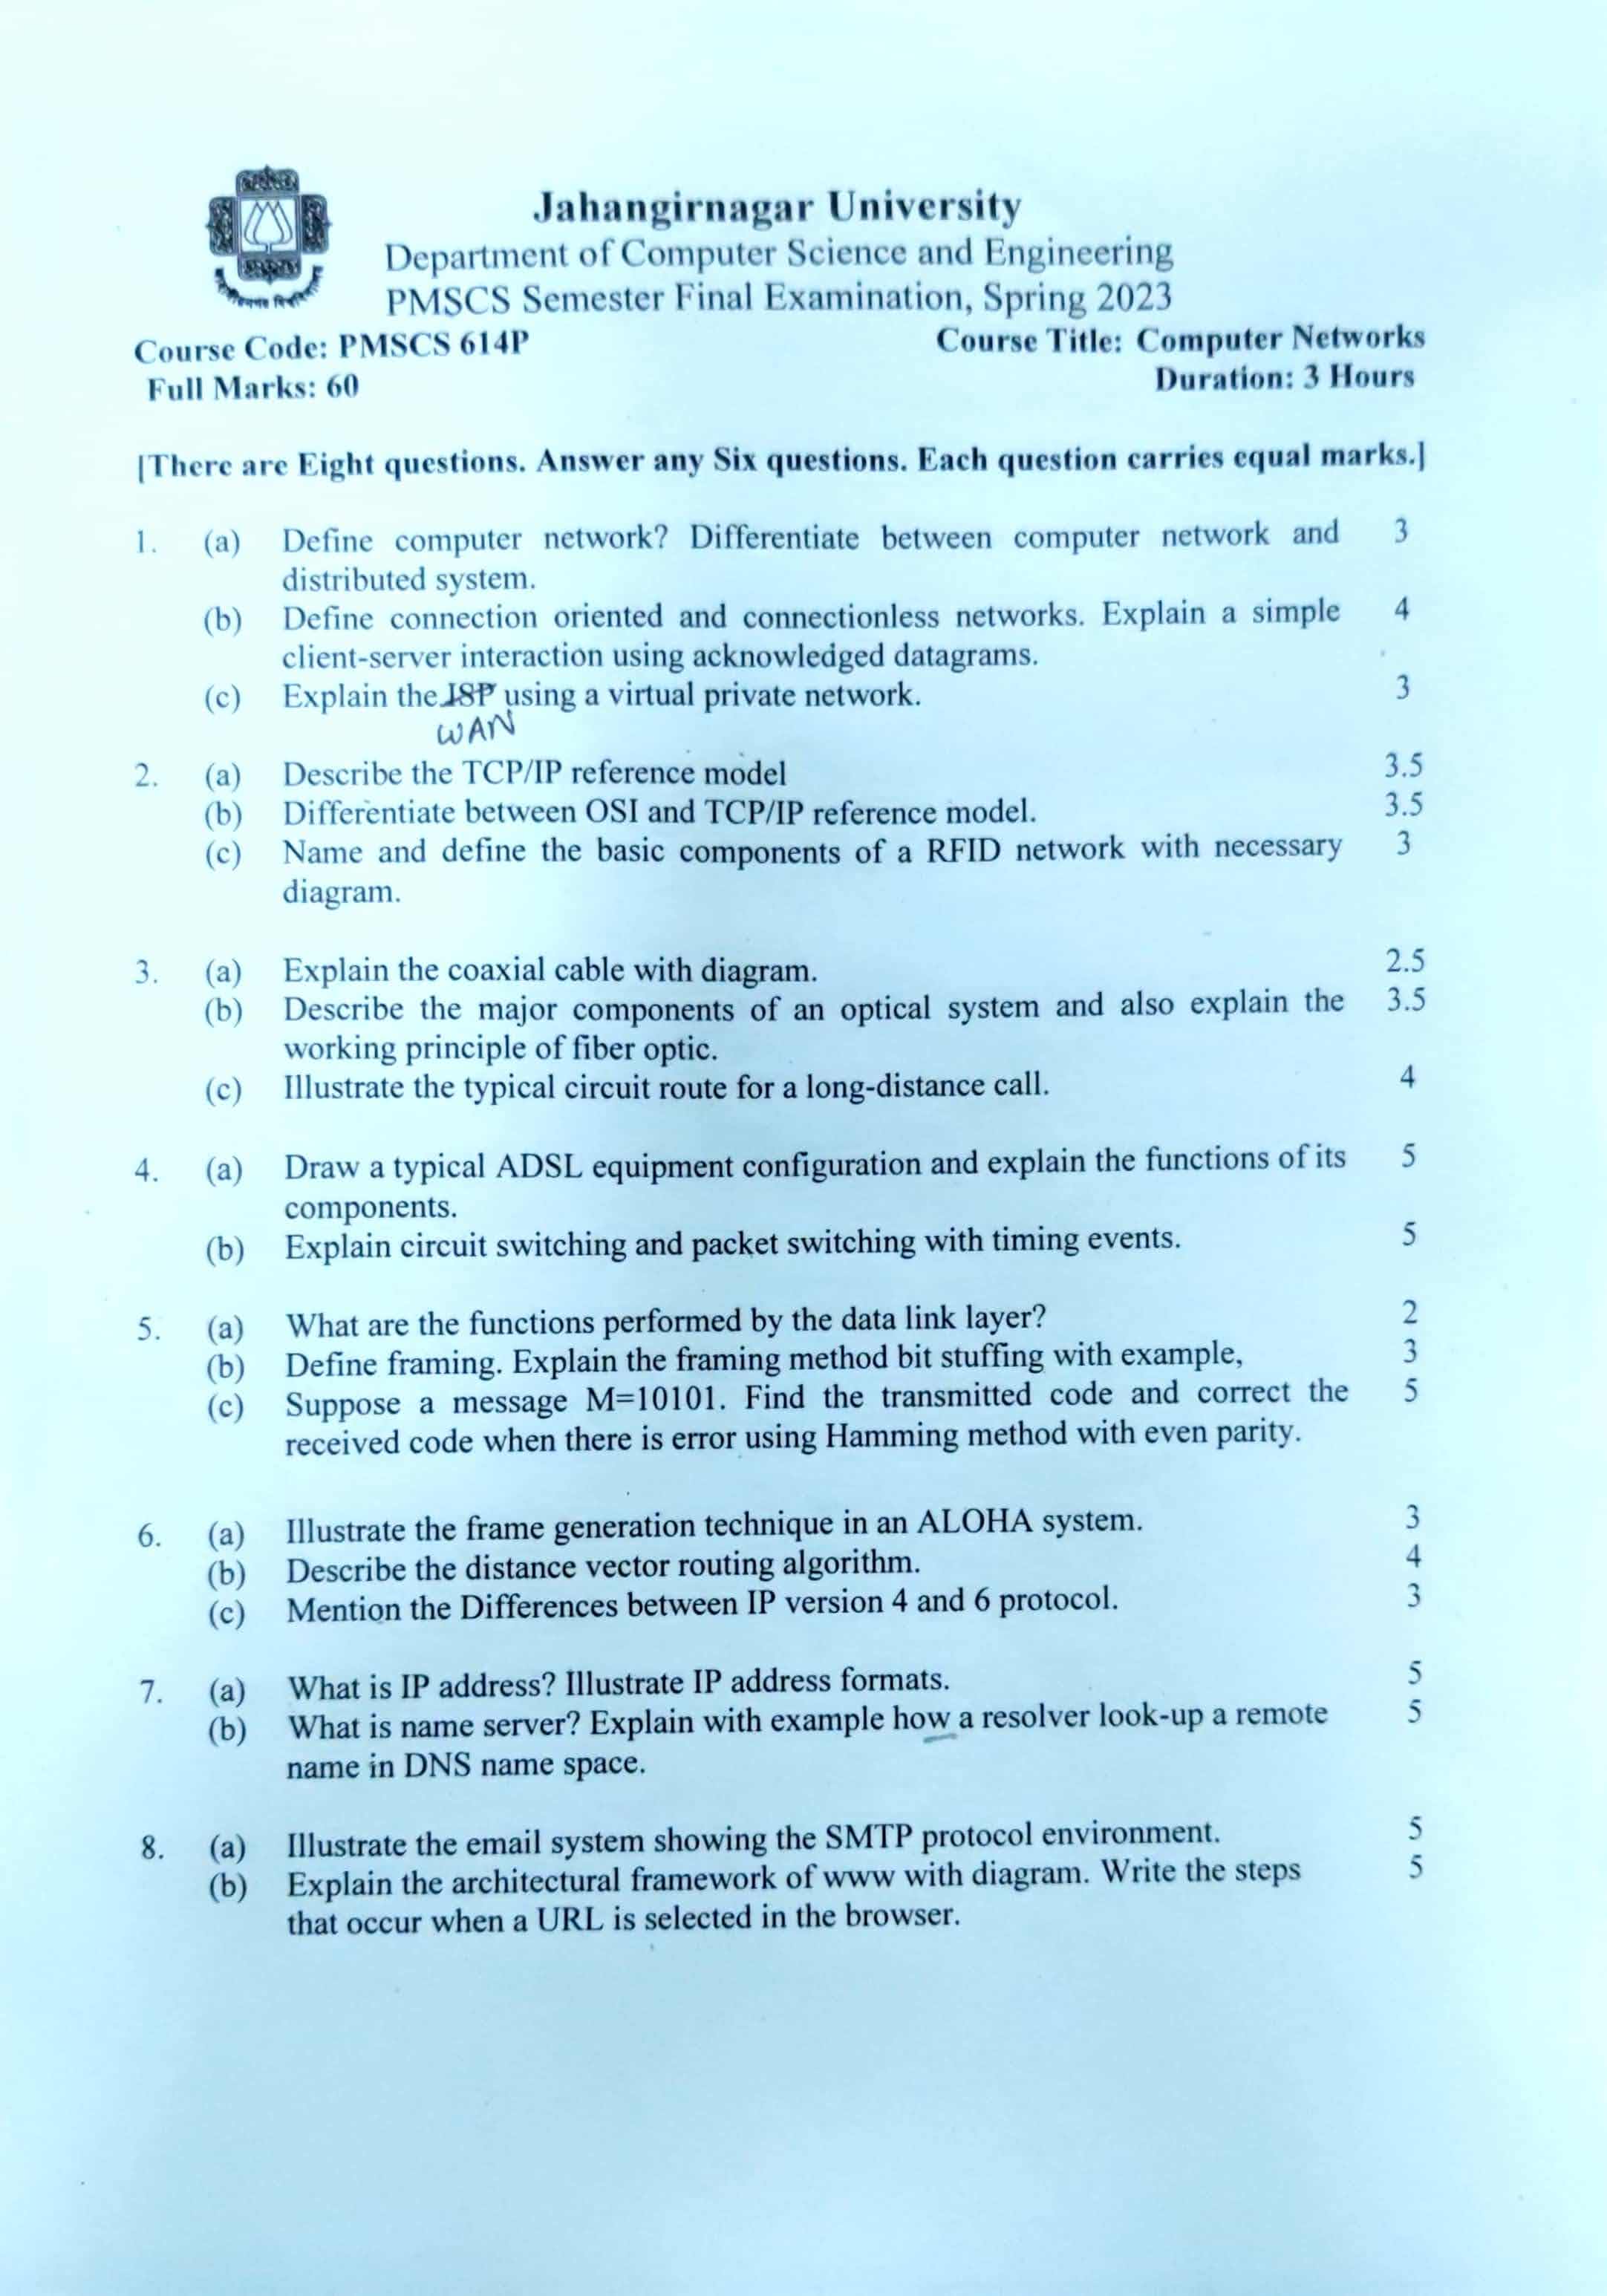 Jahangirnagar University
Department of Computer Science and Engineering
PMSCS Semester Final Examination, Spring 2023
Course Code: PMSCS 614P Course Title: Computer Networks
Full Marks: 60 Duration: 3 Hours
[There are Eight questions. Answer any Six questions. Each question carries equal marks.]
1. (a) Define computer network? Differentiate between computer network and 3
distributed system.
(b) Define connection oriented and connectionless networks. Explain a simple 4
client-server interaction using acknowledged datagrams.
(c) Explain the ISP using a virtual private network. 3
WAN
2. (a) Describe the TCP/IP reference model 3.5
(b) Differentiate between OSI and TCP/IP reference model. 3.5
(c) Name and define the basic components of a RFID network with necessary 3
diagram.
3. (a) Explain the coaxial cable with diagram. 2.5
(b) Describe the major components of an optical system and also explain the 3.5
working principle of fiber optic.
(c) Illustrate the typical circuit route for a long-distance call. 4
4. (a) Draw a typical ADSL equipment configuration and explain the functions of its 5
components.
(b) Explain circuit switching and packet switching with timing events. 5
5. (a) What are the functions performed by the data link layer? 2
(b) Define framing. Explain the framing method bit stuffing with example, 3
(c) Suppose a message M=10101. Find the transmitted code and correct the 5
received code when there is error using Hamming method with even parity.
6. (a) Illustrate the frame generation technique in an ALOHA system. 3
(b) Describe the distance vector routing algorithm. 4
(c) Mention the Differences between IP version 4 and 6 protocol. 3
7. (a) What is IP address? Illustrate IP address formats. 5
(b) What is name server? Explain with example how a resolver look-up a remote 5
name in DNS name space.
8. (a) Illustrate the email system showing the SMTP protocol environment. 5
(b) Explain the architectural framework of www with diagram. Write the steps 5
that occur when a URL is selected in the browser.